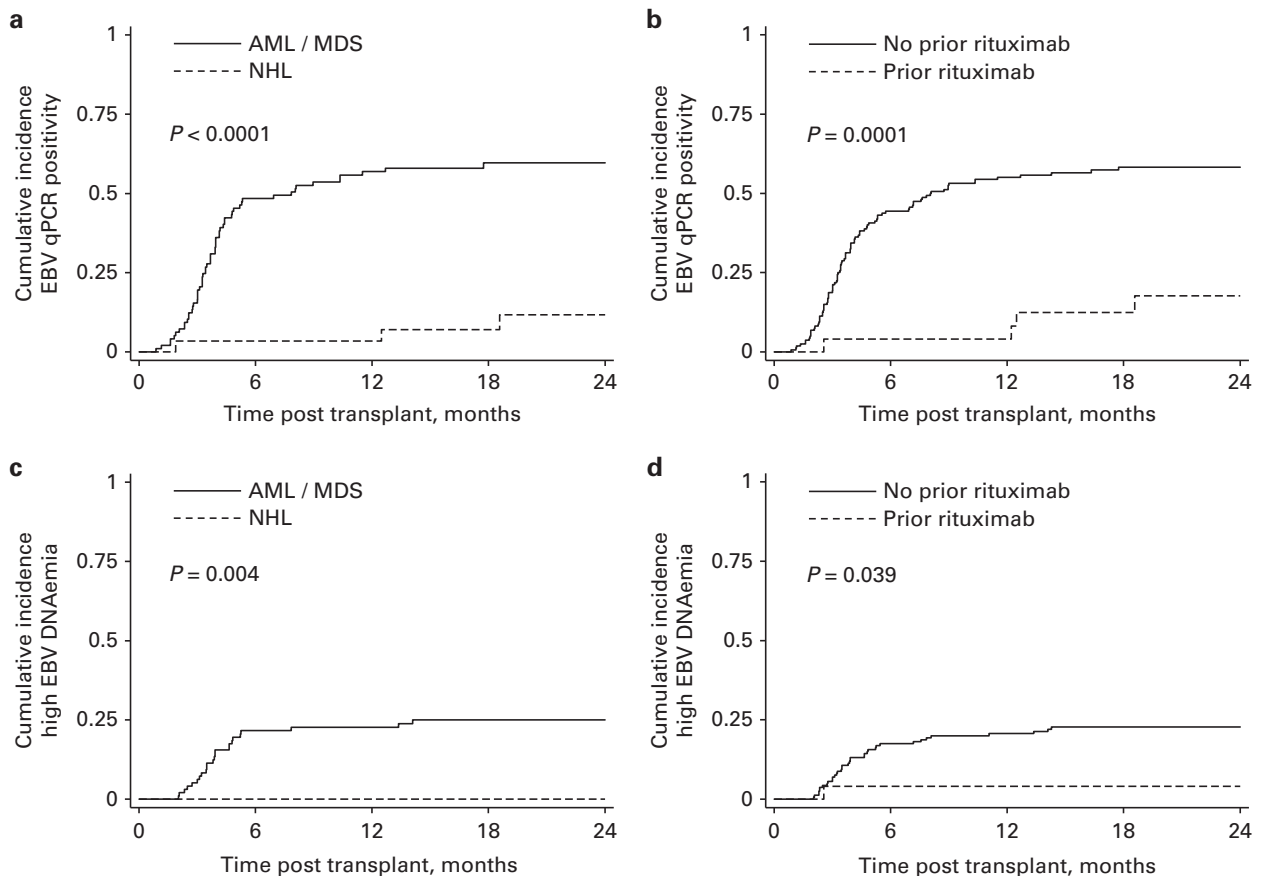 a
1
AML / MDS
NHL
0.75
P < 0.0001
0.5
0.25
0
Cumulative incidence
EBV qPCR positivity
0 6 12 18 24
Time post transplant, months
b
1
No prior rituximab
Prior rituximab
0.75
P = 0.0001
0.5
0.25
0
Cumulative incidence
EBV qPCR positivity
0 6 12 18 24
Time post transplant, months
c
1
AML / MDS
NHL
0.75
P = 0.004
0.5
0.25
0
Cumulative incidence
high EBV DNAemia
0 6 12 18 24
Time post transplant, months
d
1
No prior rituximab
Prior rituximab
0.75
P = 0.039
0.5
0.25
0
Cumulative incidence
high EBV DNAemia
0 6 12 18 24
Time post transplant, months